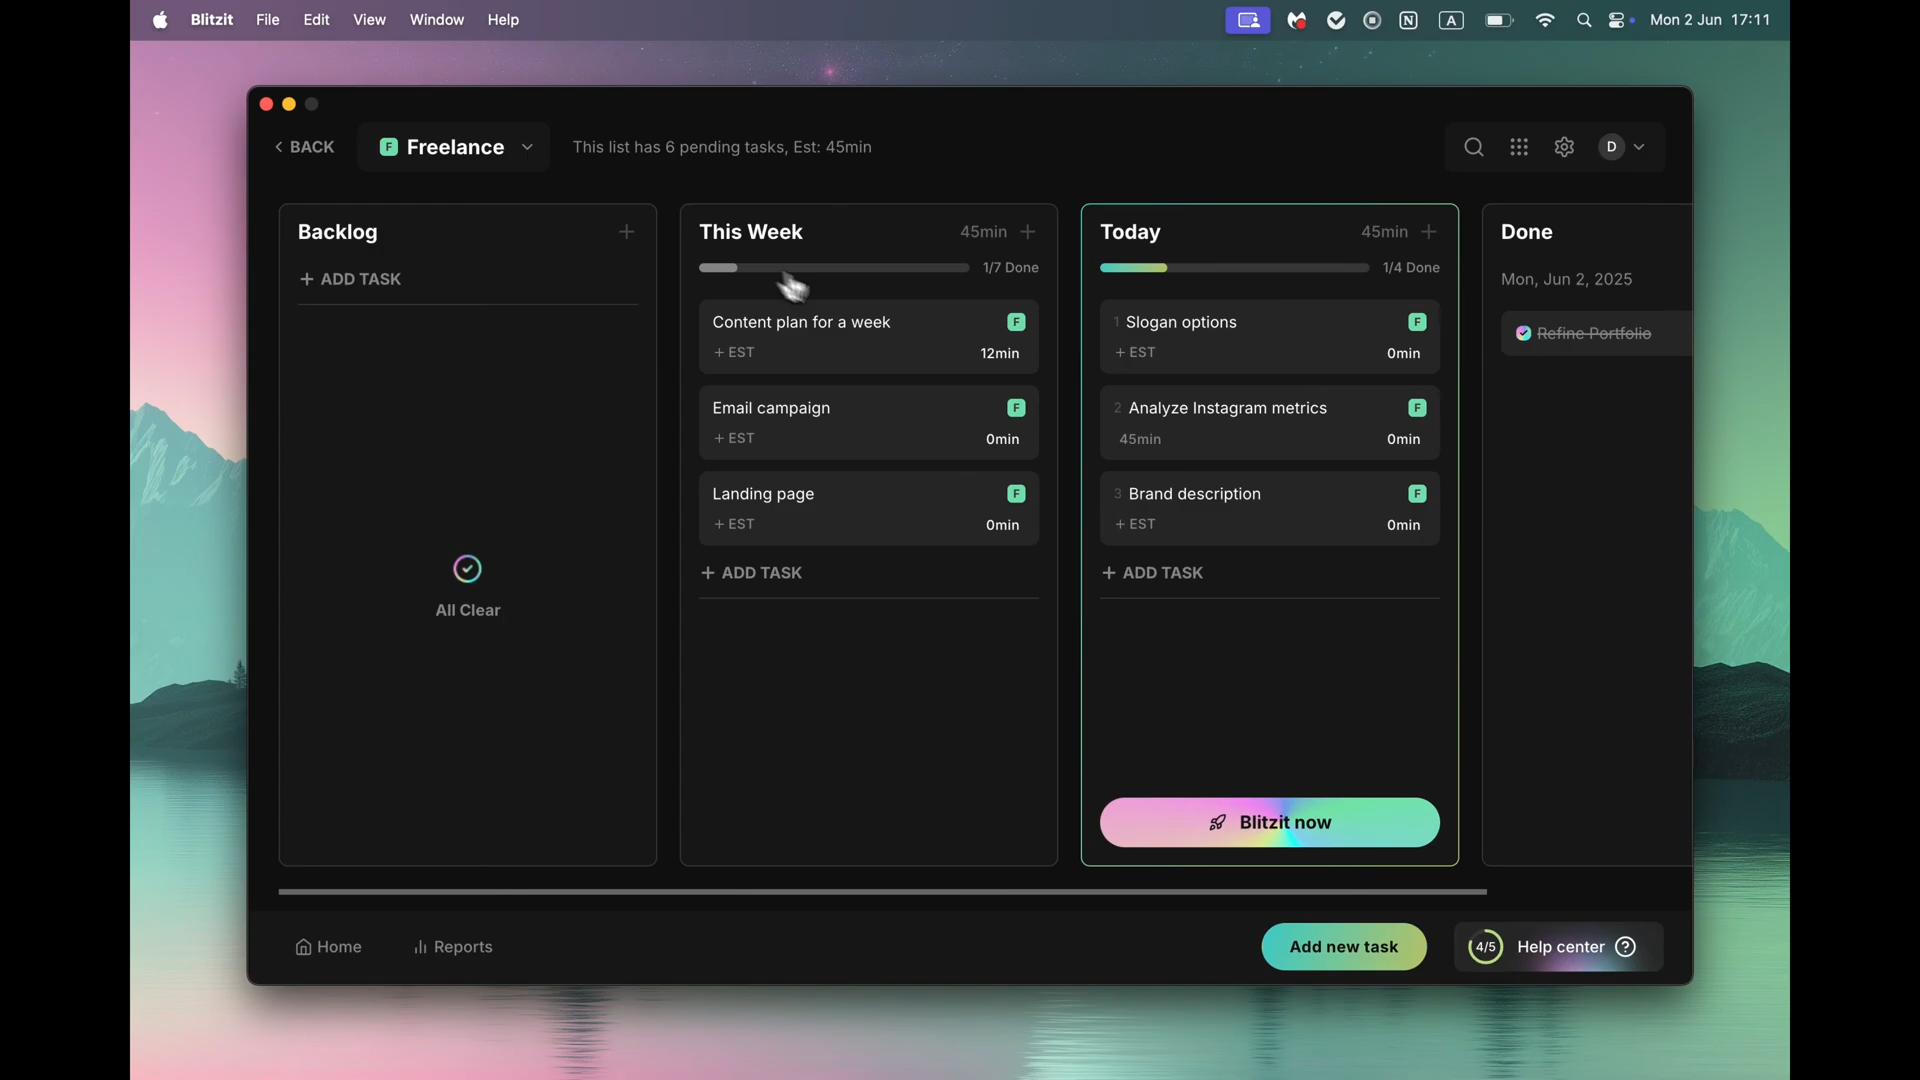 Blitzit File Edit View Window Help
N A Mon 2 Jun 17:11
BACK
F Freelance
This list has 6 pending tasks, Est: 45min
D
Backlog
+ ADD TASK
All Clear
This Week 45min +
1/7 Done
Content plan for a week F
+ EST 12min
Email campaign F
+ EST 0min
Landing page F
+ EST 0min
+ ADD TASK
Today 45min +
1/4 Done
1 Slogan options F
+ EST 0min
2 Analyze Instagram metrics F
45min 0min
3 Brand description F
+ EST 0min
+ ADD TASK
Blitzit now
Done
Mon, Jun 2, 2025
Refine Portfolio
Home
Reports
Add new task
4/5 Help center ?